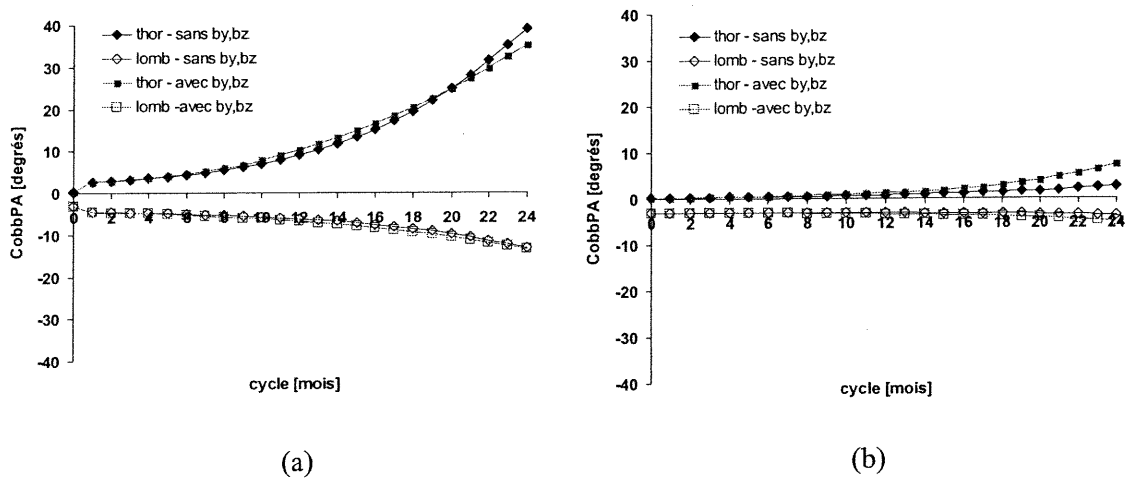 40
30
20
10
0
-10
-20
-30
-40
CobbPA [degrés]
thor - sans by,bz
lomb - sans by,bz
thor - avec by,bz
lomb -avec by,bz
0 2 4 6 8 10 12 14 16 18 20 22 24
cycle [mois]
(a)
40
30
20
10
0
-10
-20
-30
-40
CobbPA [degrés]
thor - sans by,bz
lomb - sans by,bz
thor - avec by,bz
lomb -avec by,bz
0 2 4 6 8 10 12 14 16 18 20 22 24
cycle [mois]
(b)